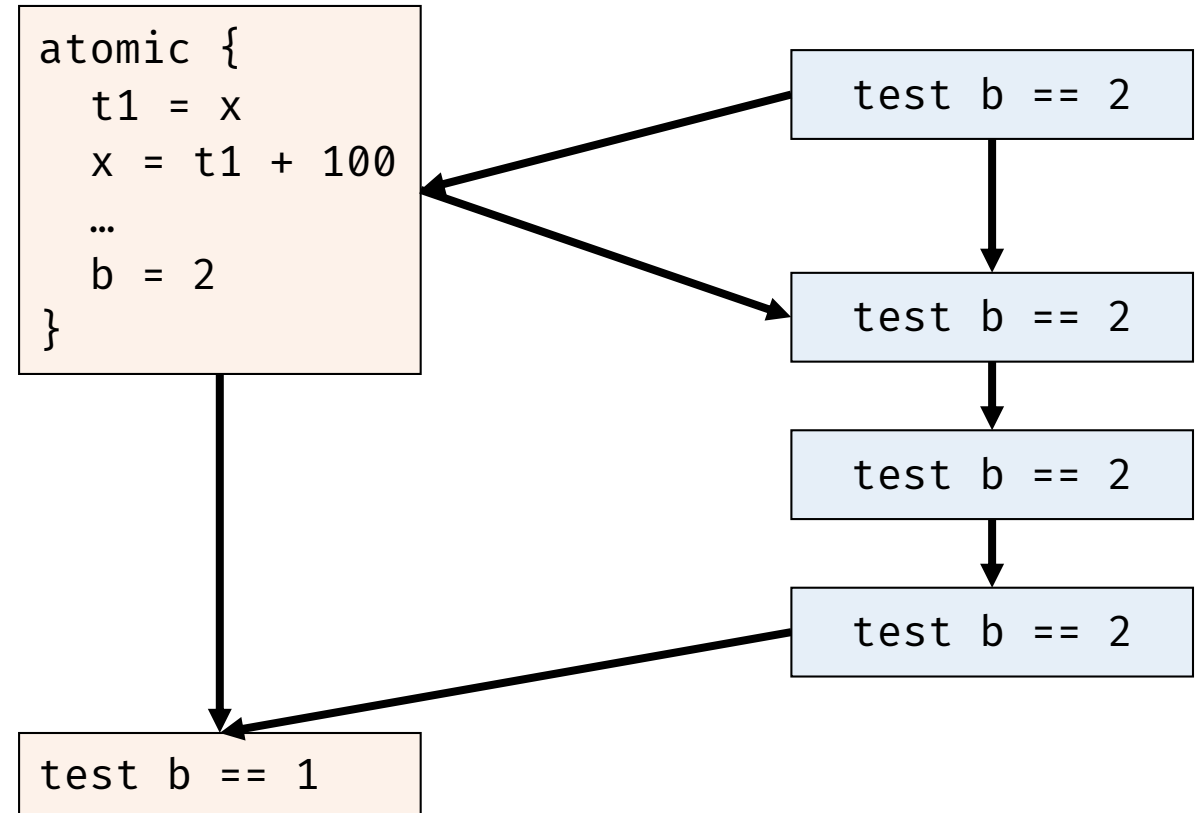 atomic {
  t1 = x
  x = t1 + 100
  …
  b = 2
}
test b == 2
test b == 2
test b == 2
test b == 2
test b == 1